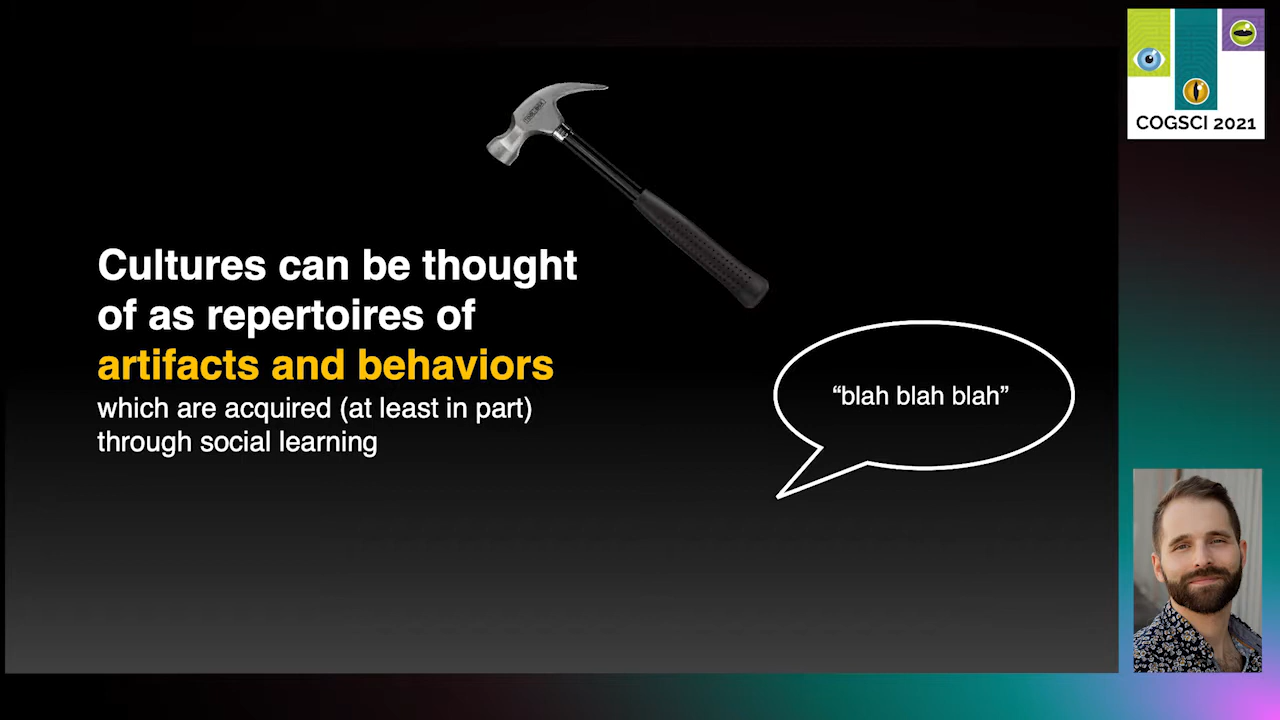 COGSCI 2021
Cultures can be thought
of as repertoires of
artifacts and behaviors
which are acquired (at least in part)
through social learning
“blah blah blah”